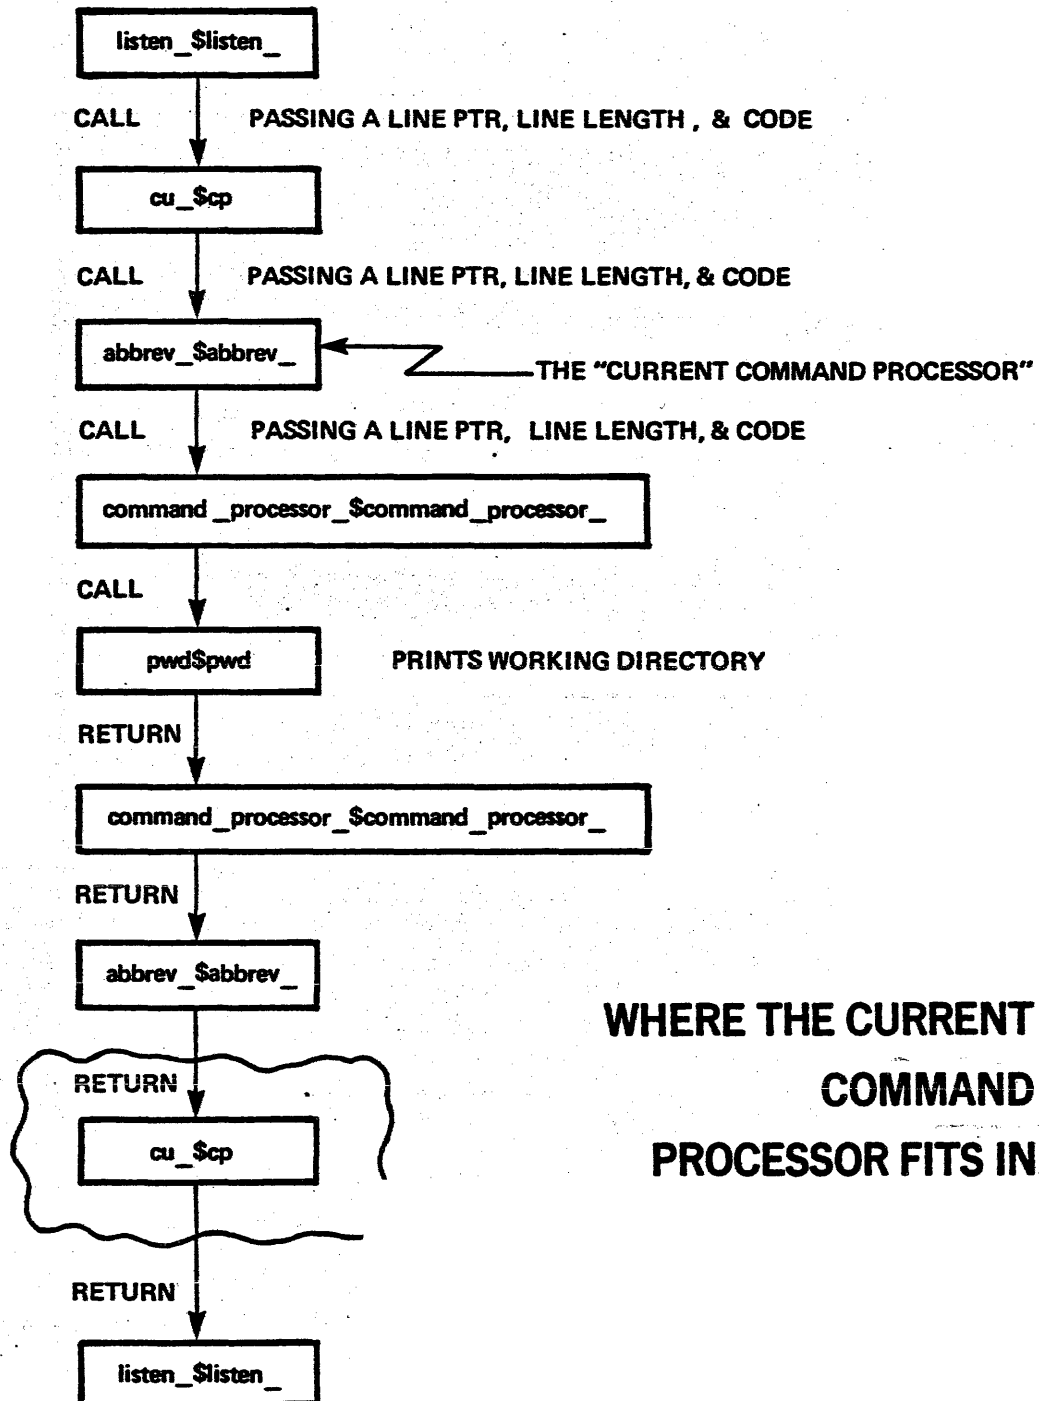 listen_$listen_
CALL PASSING A LINE PTR, LINE LENGTH, & CODE
cu_$cp
CALL PASSING A LINE PTR, LINE LENGTH, & CODE
abbrev_$abbrev_
THE "CURRENT COMMAND PROCESSOR"
CALL PASSING A LINE PTR, LINE LENGTH, & CODE
command_processor_$command_processor_
CALL
pwd$pwd PRINTS WORKING DIRECTORY
RETURN
command_processor_$command_processor_
RETURN
abbrev_$abbrev_
WHERE THE CURRENT
COMMAND
PROCESSOR FITS IN
RETURN
cu_$cp
RETURN
listen_$listen_